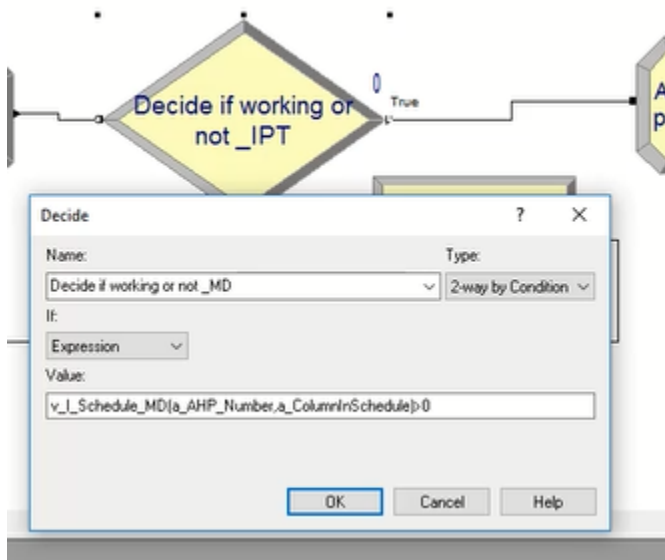 Decide if working or
not _IPT
0
True
A
p
Decide
?
Name:
Type:
Decide if working or not _MD
2-way by Condition
If:
Expression
Value:
v_I_Schedule_MD(a_AHP_Number,a_ColumnInSchedule)>0
OK
Cancel
Help